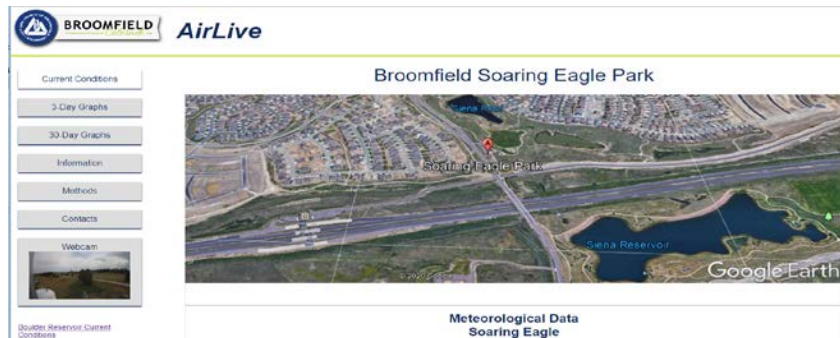 BROOMFIELD
AirLive
Current Conditions
Broomfield Soaring Eagle Park
3-Day Graphs
30-Day Graphs
Information
Methods
Contacts
Webcam
Siena
Soaring Eagle Park
Siena Reservoir
Google Earth
Boulder Reservoir Current
Conditions
Meteorological Data
Soaring Eagle